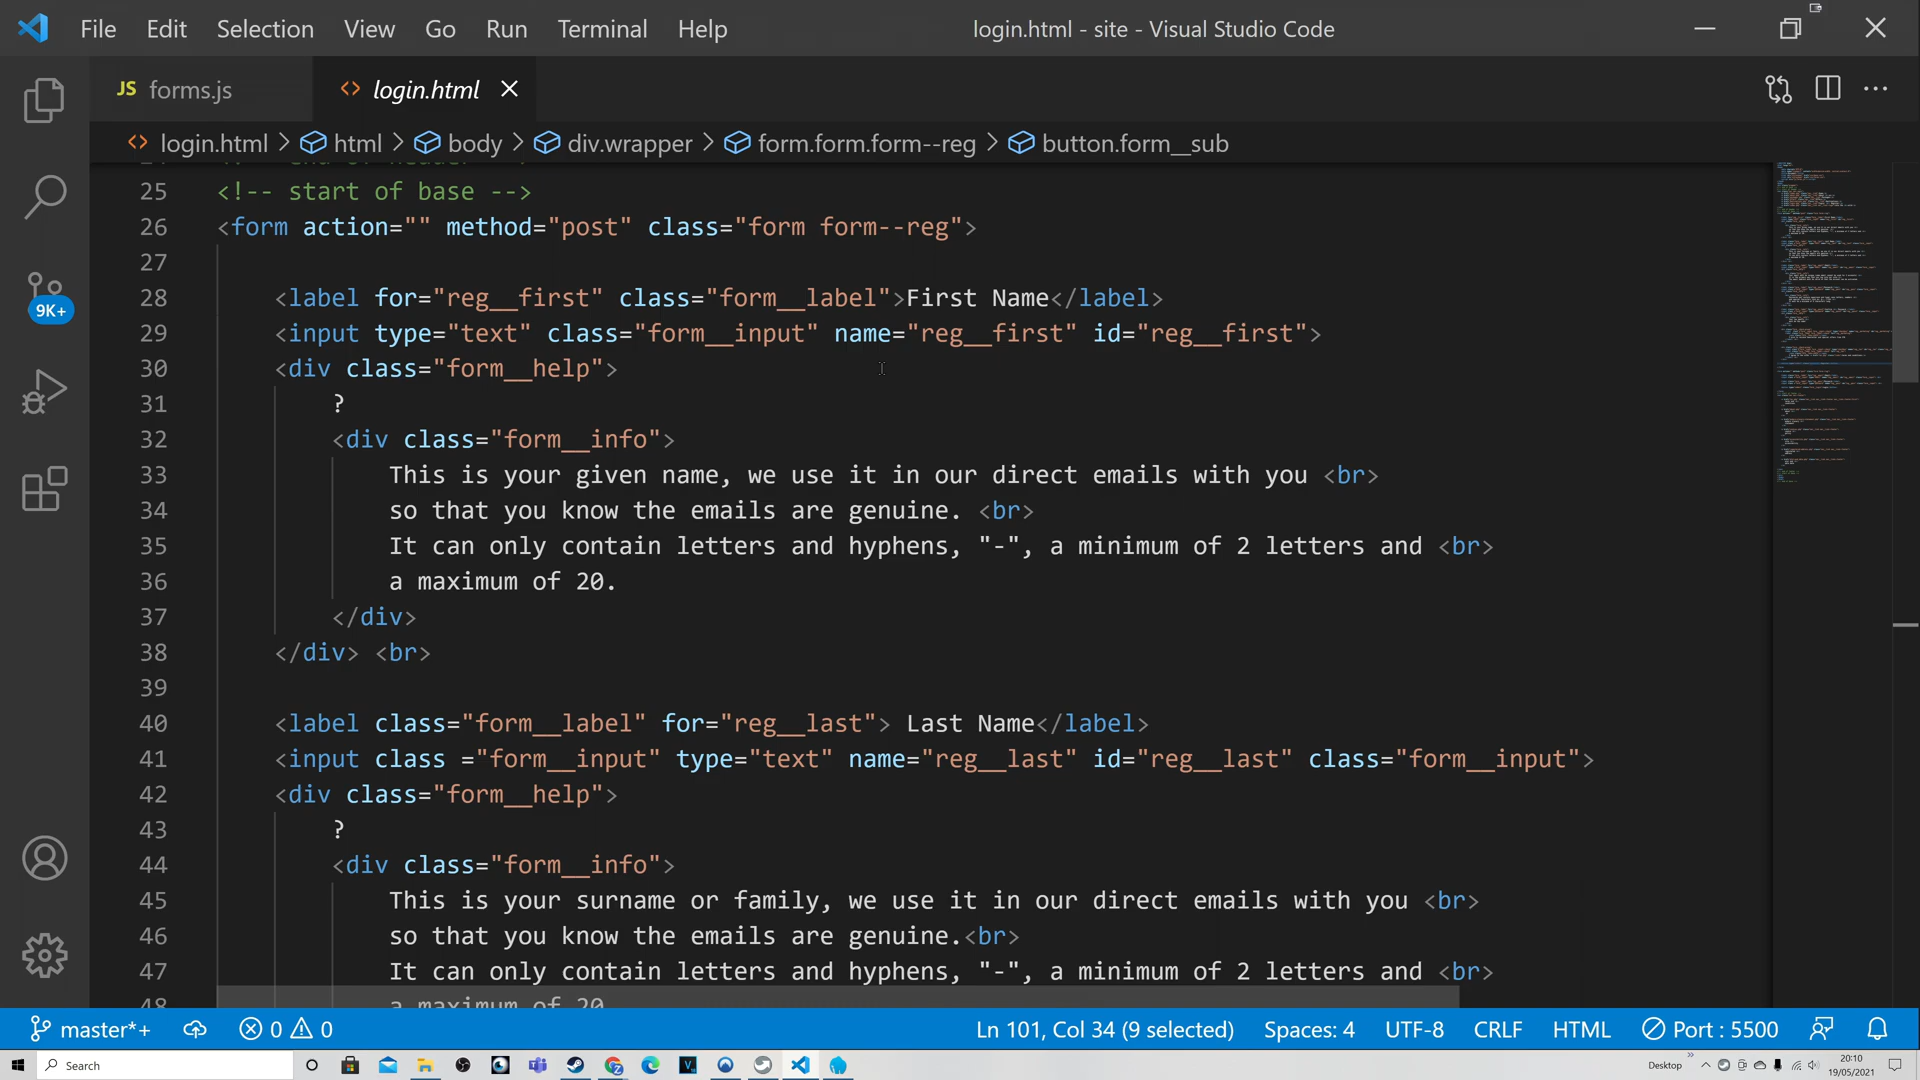 File Edit Selection View Go Run Terminal Help login.html - site - Visual Studio Code
JS forms.js <> login.html
<> login.html > html > body > div.wrapper > form.form.form--reg > button.form__sub
25 <!-- start of base -->
26 <form action="" method="post" class="form form--reg">
27
28 <label for="reg__first" class="form__label">First Name</label>
29 <input type="text" class="form__input" name="reg__first" id="reg__first">
30 <div class="form__help">
31 ?
32 <div class="form__info">
33 This is your given name, we use it in our direct emails with you <br>
34 so that you know the emails are genuine. <br>
35 It can only contain letters and hyphens, "-", a minimum of 2 letters and <br>
36 a maximum of 20.
37 </div>
38 </div> <br>
39
40 <label class="form__label" for="reg__last"> Last Name</label>
41 <input class ="form__input" type="text" name="reg__last" id="reg__last" class="form__input">
42 <div class="form__help">
43 ?
44 <div class="form__info">
45 This is your surname or family, we use it in our direct emails with you <br>
46 so that you know the emails are genuine.<br>
47 It can only contain letters and hyphens, "-", a minimum of 2 letters and <br>
48 a maximum of 20
9K+
master*+ 0 0 Ln 101, Col 34 (9 selected) Spaces: 4 UTF-8 CRLF HTML Port : 5500
Search Desktop 20:10
19/05/2021